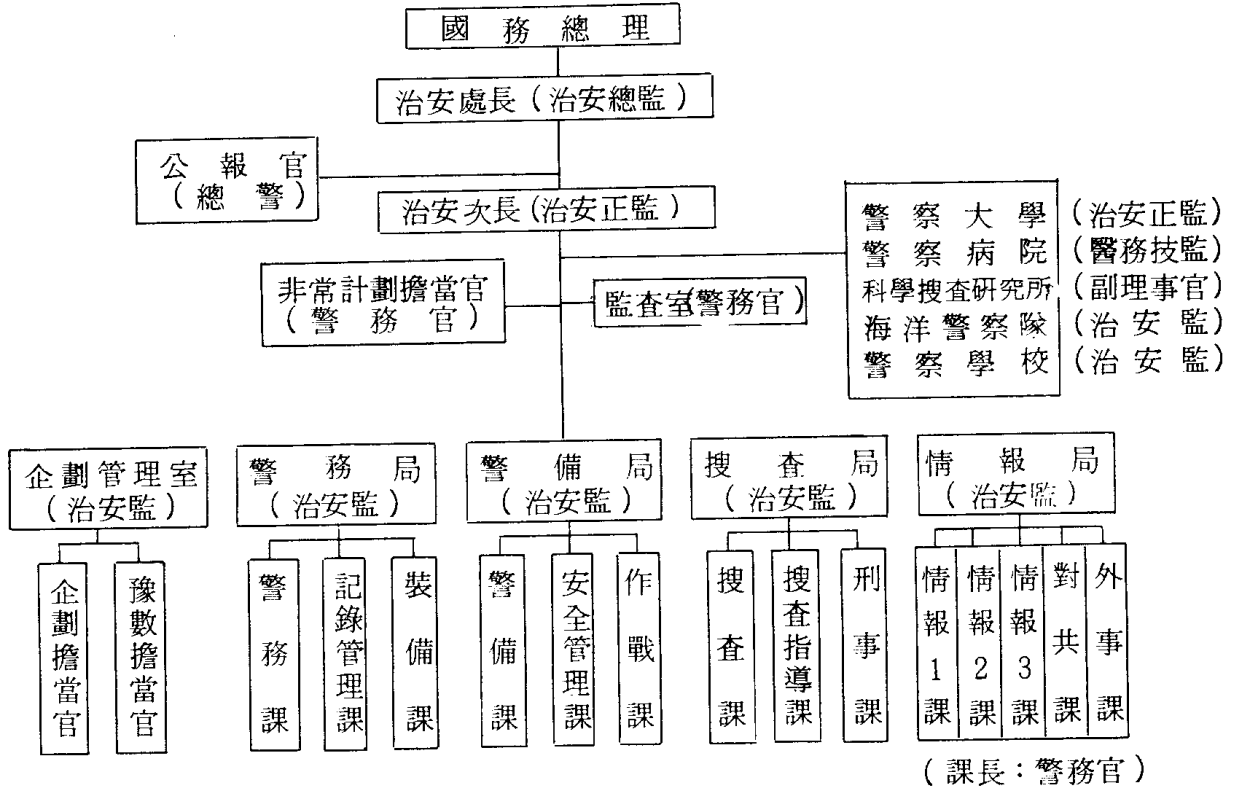 國務總理
治安處長(治安總監)
公報官
(總警)
治安次長(治安正監)
警察大學(治安正監)
警察病院(醫務技監)
科學搜查硏究所(副理事官)
海洋警察隊(治安監)
警察學校(治安監)
非常計劃擔當官
(警務官)
監査室(警務官)
企劃管理室
(治安監)
警務局
(治安監)
警備局
(治安監)
搜査局
(治安監)
情報局
(治安監)
企劃擔當官
豫數擔當官
警務課
記錄管理課
裝備課
警備課
安全管理課
作戰課
搜査課
搜査指導課
刑事課
情報1課
情報2課
情報3課
對共課
外事課
(課長:警務官)